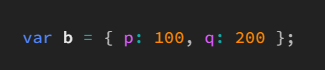 var b = { p: 100, q: 200 };